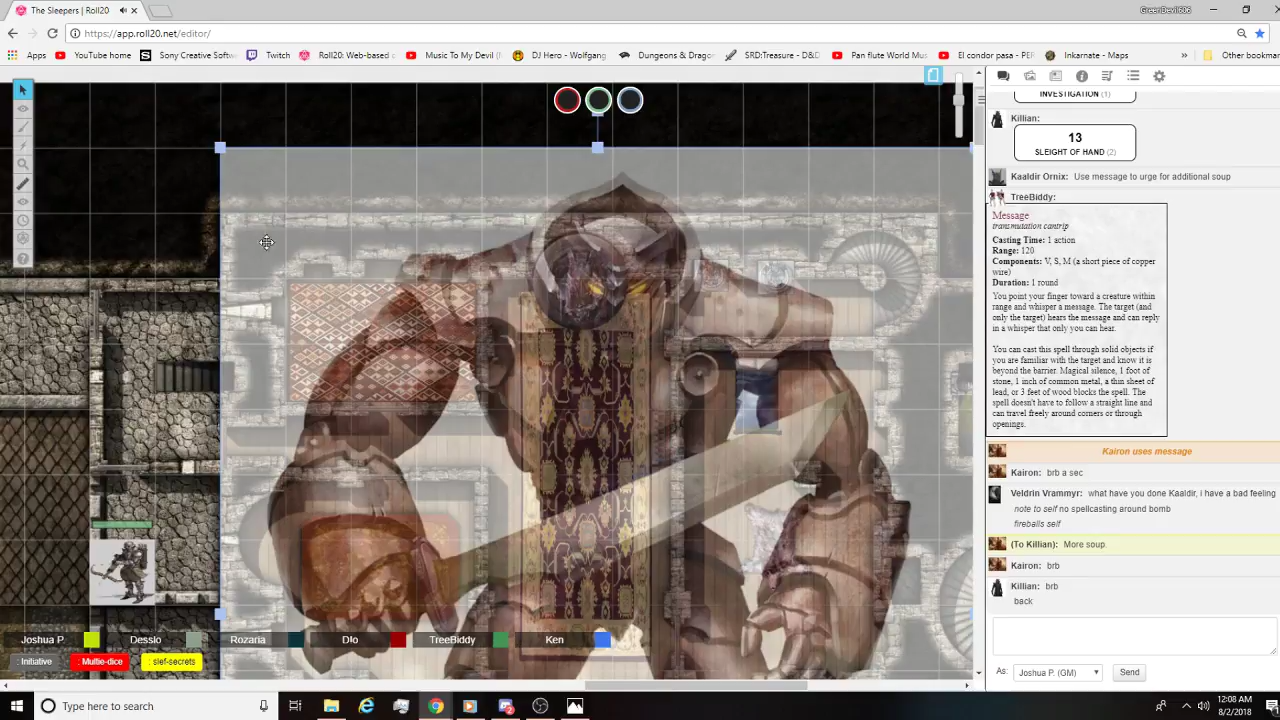 The Sleepers | Roll20
GreenDevil606
https://app.roll20.net/editor/
Apps
YouTube home
Sony Creative Softw
Twitch
Roll20: Web-based
Music To My Devil (
DJ Hero - Wolfgang
Dungeons & Dragon
SRD:Treasure - D&D
Pan flute World Mus
El condor pasa - PE
Inkarnate - Maps
»
Other bookmar
INVESTIGATION (1)
Killian:
13
SLEIGHT OF HAND (2)
Kaaldir Ornix: Use message to urge for additional soup
TreeBiddy:
Message
transmutation cantrip
Casting Time: 1 action
Range: 120
Components: V, S, M (a short piece of copper
wire)
Duration: 1 round
You point your finger toward a creature within
range and whisper a message. The target (and
only the target) hears the message and can reply
in a whisper that only you can hear.
You can cast this spell through solid objects if
you are familiar with the target and know it is
beyond the barrier. Magical silence, 1 foot of
stone, 1 inch of common metal, a thin sheet of
lead, or 3 feet of wood blocks the spell. The
spell doesn't have to follow a straight line and
can travel freely around corners or through
openings.
Kairon uses message
Kairon: brb a sec
Veldrin Vrammyr: what have you done Kaaldir, i have a bad feeling
note to self no spellcasting around bomb
fireballs self
(To Killian): More soup.
Kairon: brb
Killian: brb
back
Joshua P.
Rozaria
TreeBiddy
Ken
: Initiative
: Multie-dice
: slef-secrets
As:
Joshua P. (GM)
Send
Type here to search
12:08 AM
8/2/2018